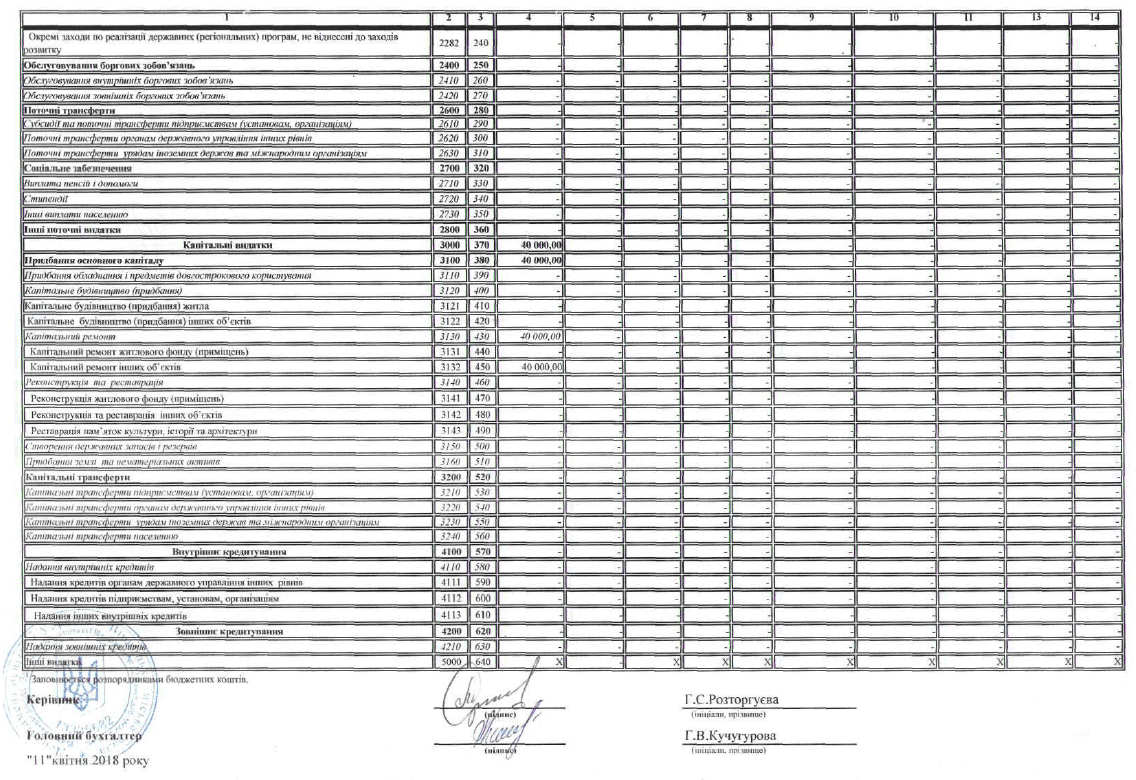 1 2 3 4 5 6 7 8 9 10 11 13 14
Окремі заходи по реалізації державних (регіональних) програм, не віднесені до заходів
розвитку 2282 240 - - - - - - - - - -
Обслуговування боргових зобов'язань 2400 250 - - - - - - - - - -
Обслуговування внутрішніх боргових зобов'язань 2410 260 - - - - - - - - - -
Обслуговування зовнішніх боргових зобов'язань 2420 270 - - - - - - - - - -
Поточні трансферти 2600 280 - - - - - - - - - -
Субсидії та поточні трансферти підприємствам (установам, організаціям) 2610 290 - - - - - - - - - -
Поточні трансферти органам державного управління інших рівнів 2620 300 - - - - - - - - - -
Поточні трансферти урядам іноземних держав та міжнародним організаціям 2630 310 - - - - - - - - - -
Соціальне забезпечення 2700 320 - - - - - - - - - -
Виплата пенсій і допомоги 2710 330 - - - - - - - - - -
Стипендії 2720 340 - - - - - - - - - -
Інші виплати населенню 2730 350 - - - - - - - - - -
Інші поточні видатки 2800 360 - - - - - - - - - -
Капітальні видатки 3000 370 40 000,00 - - - - - - - - -
Придбання основного капіталу 3100 380 40 000,00 - - - - - - - - -
Придбання обладнання і предметів довгострокового користування 3110 390 - - - - - - - - - -
Капітальне будівництво (придбання) 3120 400 - - - - - - - - - -
Капітальне будівництво (придбання) житла 3121 410 - - - - - - - - - -
Капітальне будівництво (придбання) інших об'єктів 3122 420 - - - - - - - - - -
Капітальний ремонт 3130 430 40 000,00 - - - - - - - - -
Капітальний ремонт житлового фонду (приміщень) 3131 440 - - - - - - - - - -
Капітальний ремонт інших об'єктів 3132 450 40 000,00 - - - - - - - - -
Реконструкція та реставрація 3140 460 - - - - - - - - - -
Реконструкція житлового фонду (приміщень) 3141 470 - - - - - - - - - -
Реконструкція та реставрація інших об'єктів 3142 480 - - - - - - - - - -
Реставрація пам'яток культури, історії та архітектури 3143 490 - - - - - - - - - -
Створення державних запасів і резервів 3150 500 - - - - - - - - - -
Придбання землі та нематеріальних активів 3160 510 - - - - - - - - - -
Капітальні трансферти 3200 520 - - - - - - - - - -
Капітальні трансферти підприємствам (установам, організаціям) 3210 530 - - - - - - - - - -
Капітальні трансферти органам державного управління інших рівнів 3220 540 - - - - - - - - - -
Капітальні трансферти урядам іноземних держав та міжнародним організаціям 3230 550 - - - - - - - - - -
Капітальні трансферти населенню 3240 560 - - - - - - - - - -
Внутрішнє кредитування 4100 570 - - - - - - - - - -
Надання внутрішніх кредитів 4110 580 - - - - - - - - - -
Надання кредитів органам державного управління інших рівнів 4111 590 - - - - - - - - - -
Надання кредитів підприємствам, установам, організаціям 4112 600 - - - - - - - - - -
Надання інших внутрішніх кредитів 4113 610 - - - - - - - - - -
Зовнішнє кредитування 4200 620 - - - - - - - - - -
Надання зовнішніх кредитів 4210 630 - - - - - - - - - -
Інші видатки 5000 640 X X X X X X X X X X
Заповнюється розпорядниками бюджетних коштів.
Керівник Г.С.Розторгуєва
(підпис) (ініціали, прізвище)
Головний бухгалтер Г.В.Кучугурова
(підпис) (ініціали, прізвище)
"11"квітня 2018 року